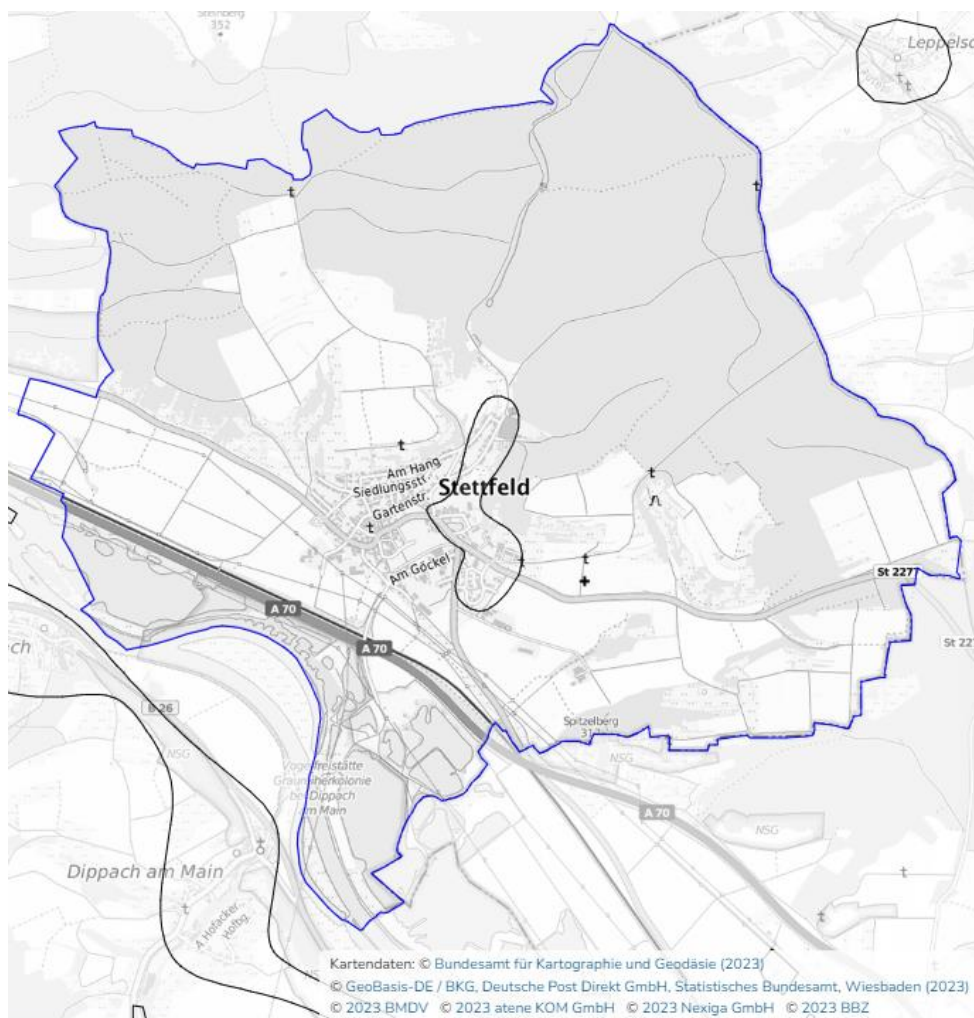 352
Leppelsd
Am Hang
Siedlungsstr.
Stettfeld
Gartenstr.
Am Göckel
St 2277
A 70
A 70
ch
B 26
Spitzelberg
NSG
NSG
Vogelfreistätte
Graureiherkolonie
bei Dippach
am Main
A 70
NSG
Dippach am Main
A Hofäcker
Hofbg.
Kartendaten: © Bundesamt für Kartographie und Geodäsie (2023)
© GeoBasis-DE / BKG, Deutsche Post Direkt GmbH, Statistisches Bundesamt, Wiesbaden (2023)
© 2023 BMDV © 2023 atene KOM GmbH © 2023 Nexiga GmbH © 2023 BBZ